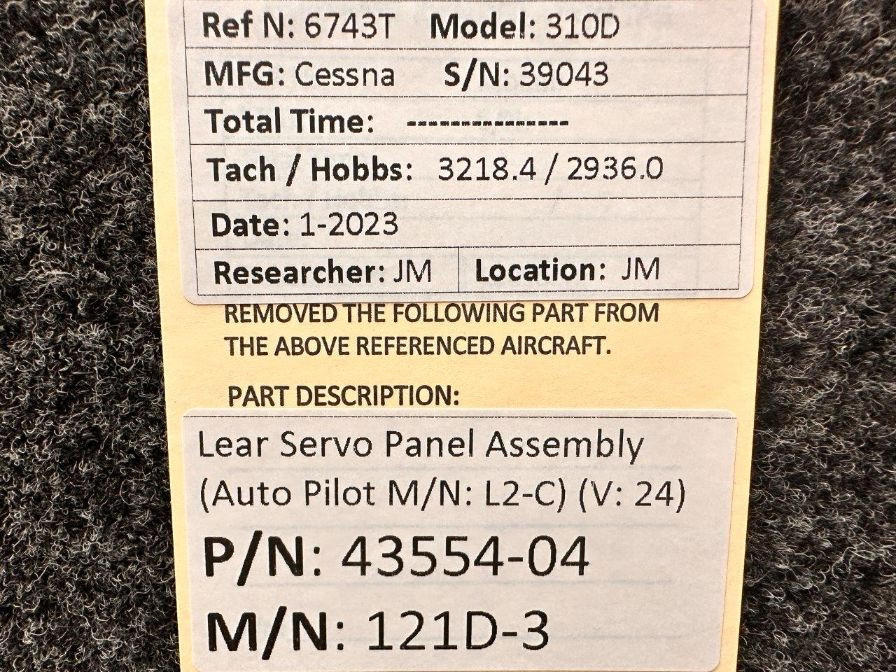 Ref N: 6743T Model: 310D
MFG: Cessna S/N: 39043
Total Time: ---------------
Tach / Hobbs: 3218.4 / 2936.0
Date: 1-2023
Researcher: JM Location: JM
REMOVED THE FOLLOWING PART FROM
THE ABOVE REFERENCED AIRCRAFT.
PART DESCRIPTION:
Lear Servo Panel Assembly
(Auto Pilot M/N: L2-C) (V: 24)
P/N: 43554-04
M/N: 121D-3